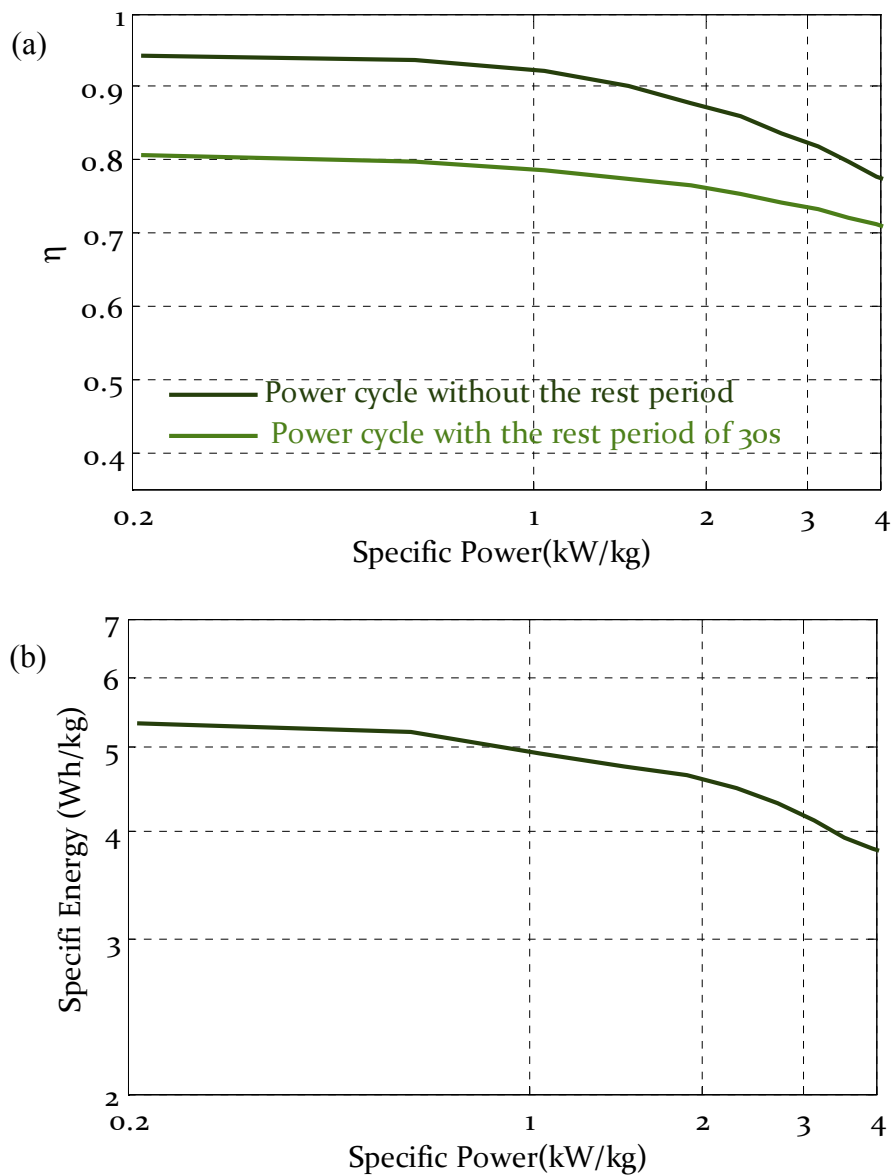 (a)
1
0.9
0.8
0.7
0.6
0.5
0.4
η
Power cycle without the rest period
Power cycle with the rest period of 30s
0.2 1 2 3 4
Specific Power(kW/kg)
(b)
7
6
5
4
3
2
Specifi Energy (Wh/kg)
0.2 1 2 3 4
Specific Power(kW/kg)